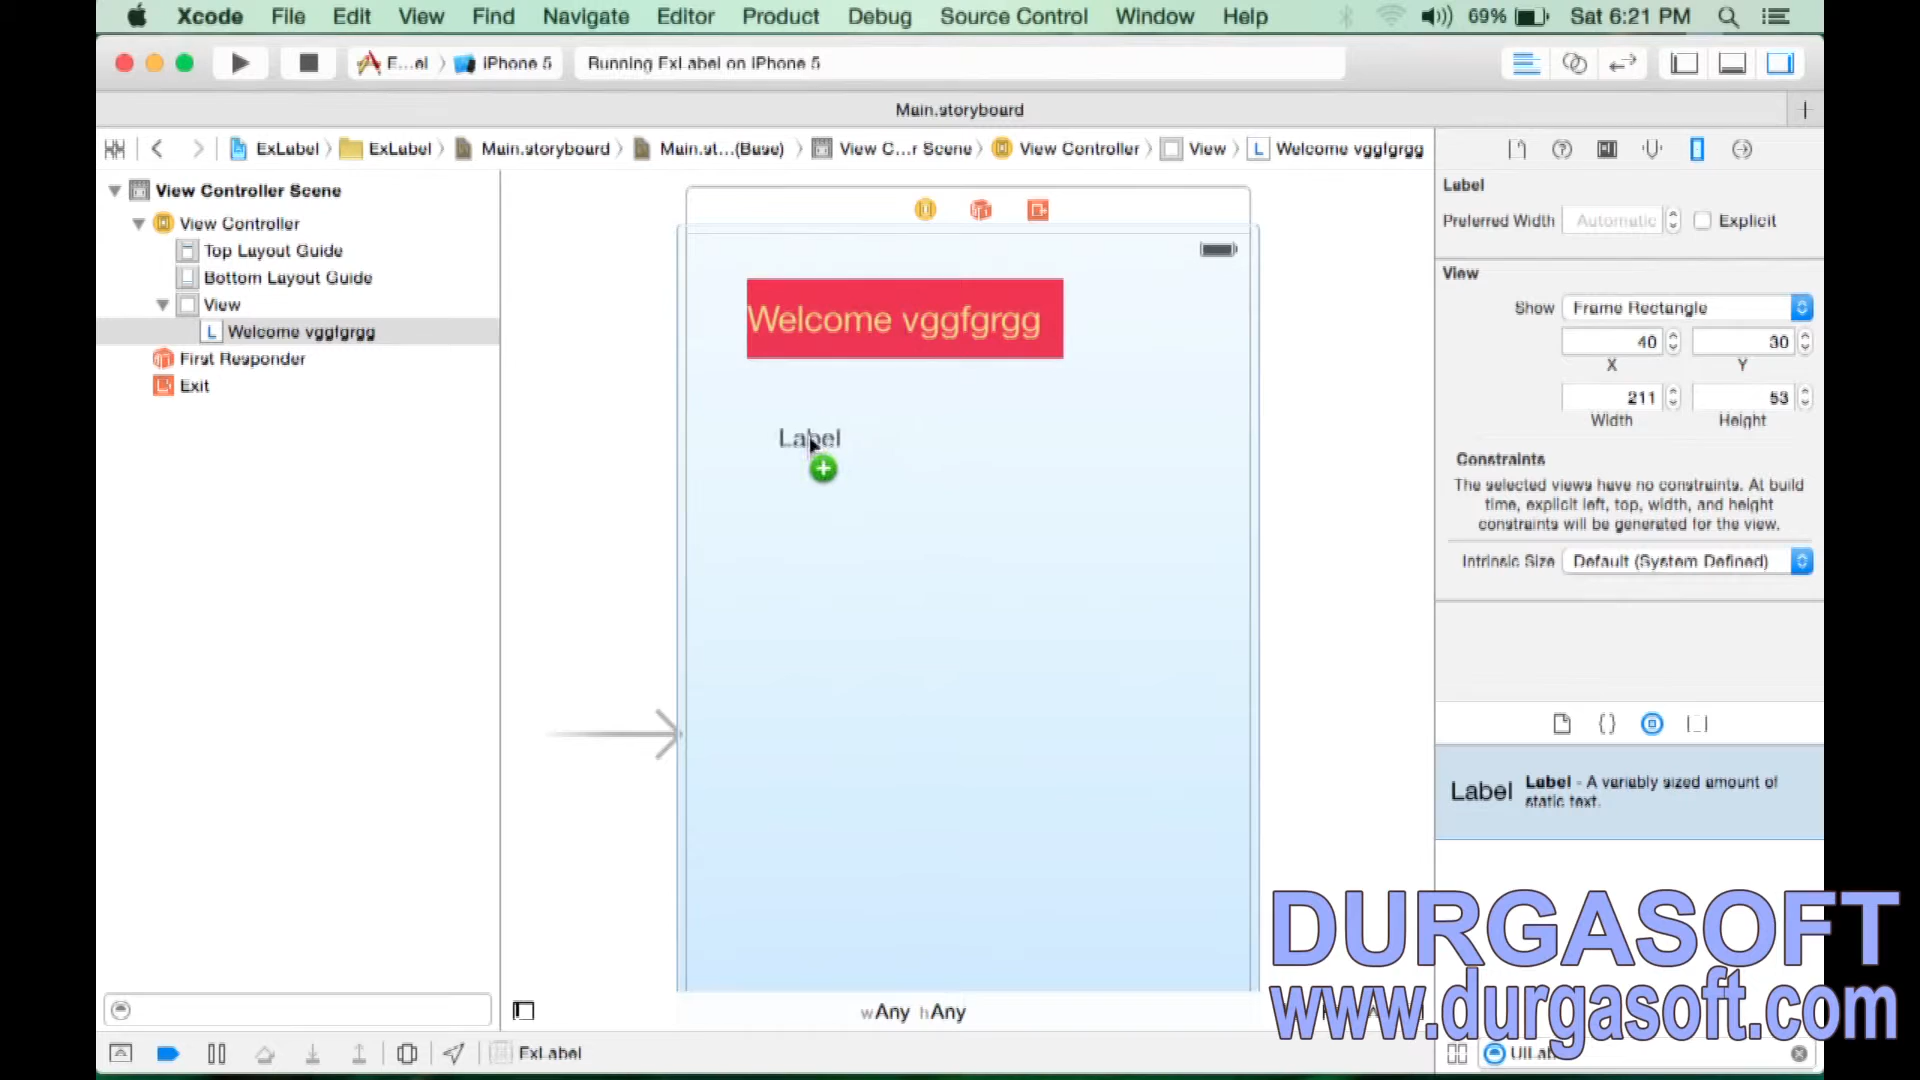 Xcode File Edit View Find Navigate Editor Product Debug Source Control Window Help 69% Sat 6:21 PM
E...el iPhone 5 Running ExLabel on iPhone 5
Main.storyboard
ExLabel ExLabel Main.storyboard Main.st...(Base) View C...r Scene View Controller View L Welcome vggfgrgg
View Controller Scene
View Controller
Top Layout Guide
Bottom Layout Guide
View
L Welcome vggfgrgg
First Responder
Exit
Welcome vggfgrgg
Label
wAny hAny
ExLabel
Label
Preferred Width Automatic Explicit
View
Show Frame Rectangle
40 30
X Y
211 53
Width Height
Constraints
The selected views have no constraints. At build
time, explicit left, top, width, and height
constraints will be generated for the view.
Intrinsic Size Default (System Defined)
Label Label - A variably sized amount of
static text.
DURGASOFT
www.durgasoft.com